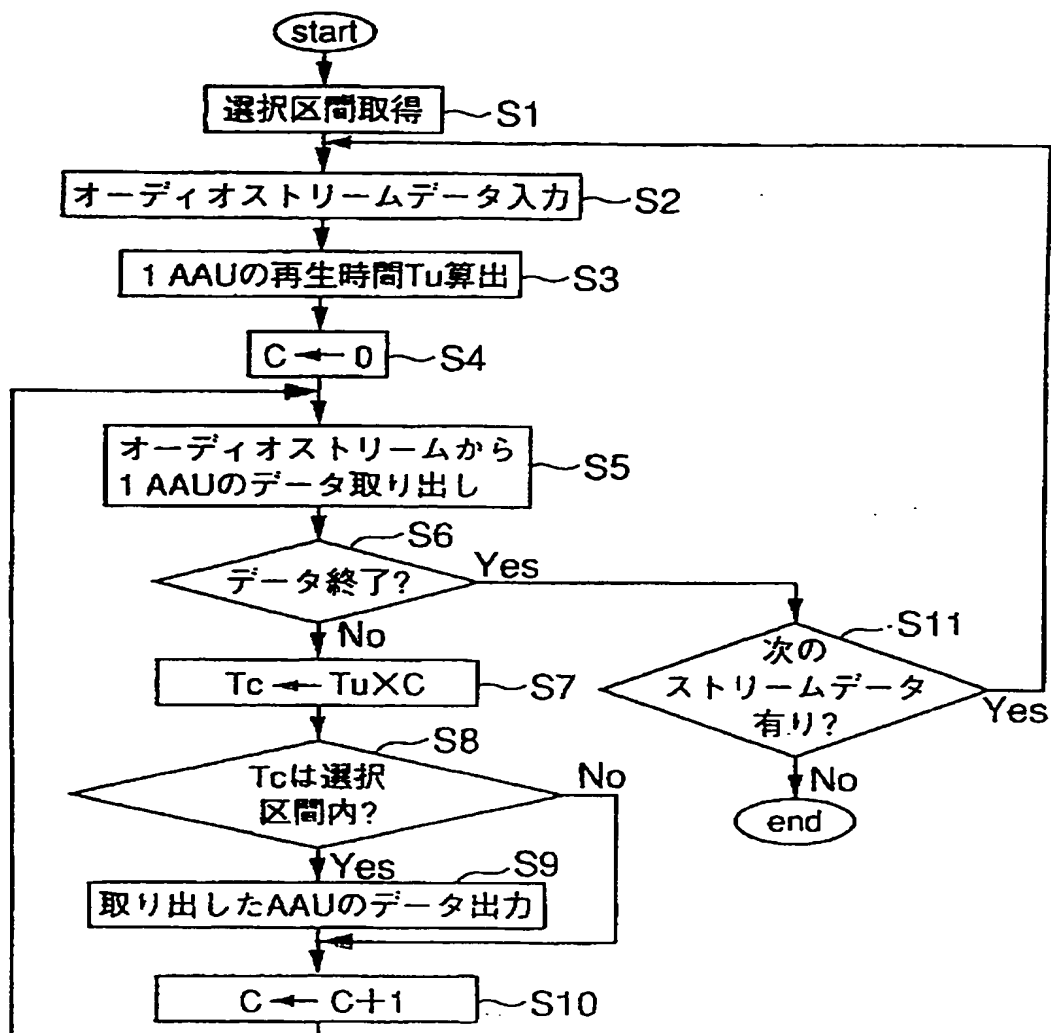 start
選択区間取得
S1
オーディオストリームデータ入力
S2
1 AAUの再生時間Tu算出
S3
C ← 0
S4
オーディオストリームから
1 AAUのデータ取り出し
S5
S6
データ終了?
Yes
No
S11
次の
ストリームデータ
有り?
Yes
No
end
Tc ← Tu×C
S7
S8
Tcは選択
区間内?
No
Yes
S9
取り出したAAUのデータ出力
C ← C+1
S10